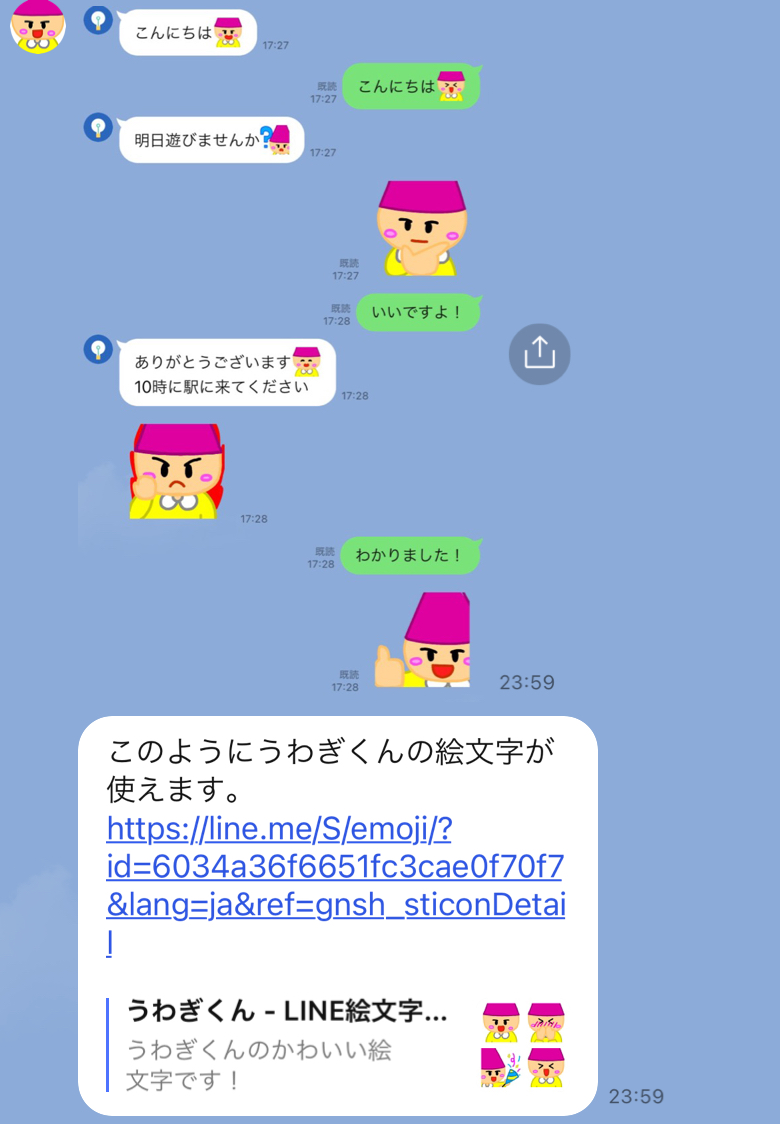 こんにちは
17:27
既読
17:27
こんにちは
明日遊びませんか?
17:27
既読
17:27
既読
17:28
いいですよ！
ありがとうございます
10時に駅に来てください
17:28
17:28
既読
17:28
わかりました！
既読
17:28
23:59
このようにうわぎくんの絵文字が
使えます。
https://line.me/S/emoji/?
id=6034a36f6651fc3cae0f70f7
&lang=ja&ref=gnsh_sticonDetai
l
うわぎくん - LINE絵文字...
うわぎくんのかわいい絵
文字です！
23:59